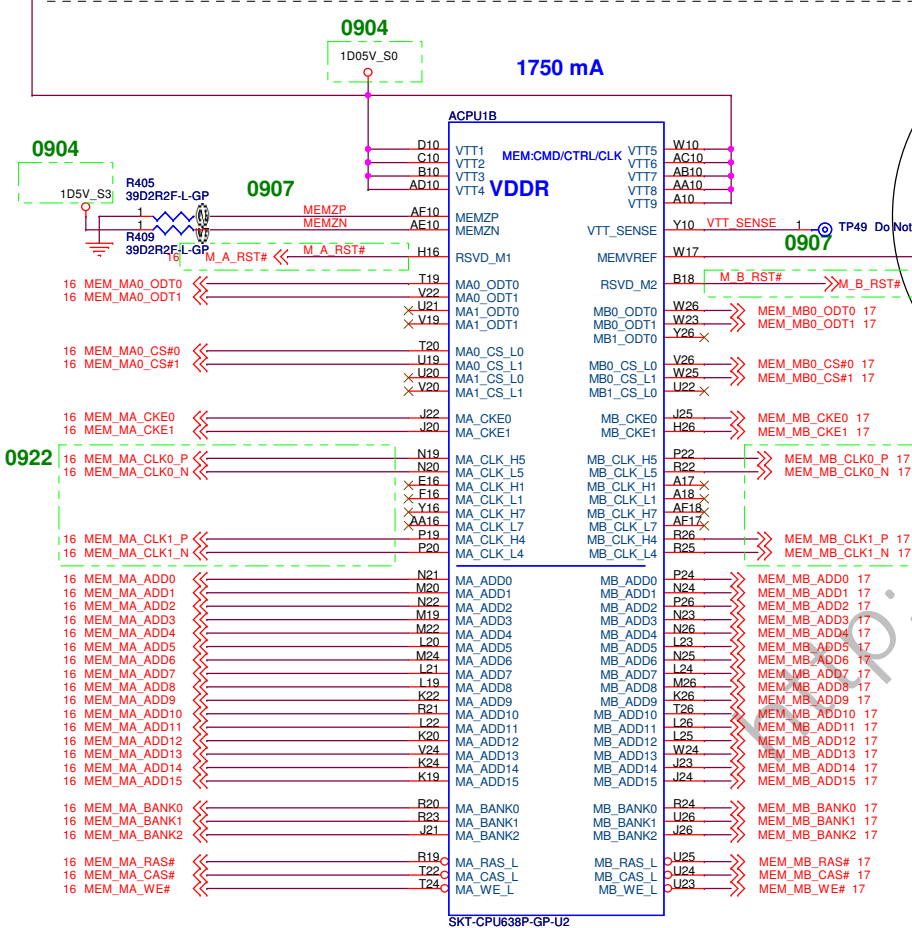 0904
1D05V_S0
1750 mA
ACPU1B
0904
1D5V_S3
R405
39D2R2F-L-GP
0907
R409
39D2R2F-L-GP
1
1
MEMZP
MEMZN
D10 VTT1 MEM:CMD/CTRL/CLK VTT5 W10
C10 VTT2 VTT6 AC10
B10 VTT3 VDDR VTT7 AB10
AD10 VTT4 VTT8 AA10
VTT9 A10
AF10 MEMZP
AE10 MEMZN VTT_SENSE Y10 VTT_SENSE 1 TP49 Do Not
0907
16 M_A_RST# M_A_RST# H16 RSVD_M1 MEMVREF W17
RSVD_M2 B18 M_B_RST# M_B_RST#
16 MEM_MA0_ODT0 T19 MA0_ODT0
16 MEM_MA0_ODT1 V22 MA0_ODT1
U21 MA1_ODT0 MB0_ODT0 W26 MEM_MB0_ODT0 17
V19 MA1_ODT1 MB0_ODT1 W23 MEM_MB0_ODT1 17
MB1_ODT0 Y26
16 MEM_MA0_CS#0 T20 MA0_CS_L0
16 MEM_MA0_CS#1 U19 MA0_CS_L1 MB0_CS_L0 V26 MEM_MB0_CS#0 17
U20 MA1_CS_L0 MB0_CS_L1 W25 MEM_MB0_CS#1 17
V20 MA1_CS_L1 MB1_CS_L0 U22
16 MEM_MA_CKE0 J22 MA_CKE0 MB_CKE0 J25 MEM_MB_CKE0 17
16 MEM_MA_CKE1 J20 MA_CKE1 MB_CKE1 H26 MEM_MB_CKE1 17
0922
16 MEM_MA_CLK0_P N19 MA_CLK_H5 MB_CLK_H5 P22 MEM_MB_CLK0_P 17
16 MEM_MA_CLK0_N N20 MA_CLK_L5 MB_CLK_L5 R22 MEM_MB_CLK0_N 17
E16 MA_CLK_H1 MB_CLK_H1 A17
F16 MA_CLK_L1 MB_CLK_L1 A18
Y16 MA_CLK_H7 MB_CLK_H7 AF18
AA16 MA_CLK_L7 MB_CLK_L7 AF17
16 MEM_MA_CLK1_P P19 MA_CLK_H4 MB_CLK_H4 R26 MEM_MB_CLK1_P 17
16 MEM_MA_CLK1_N P20 MA_CLK_L4 MB_CLK_L4 R25 MEM_MB_CLK1_N 17
16 MEM_MA_ADD0 N21 MA_ADD0 MB_ADD0 P24 MEM_MB_ADD0 17
16 MEM_MA_ADD1 M20 MA_ADD1 MB_ADD1 N24 MEM_MB_ADD1 17
16 MEM_MA_ADD2 N22 MA_ADD2 MB_ADD2 P26 MEM_MB_ADD2 17
16 MEM_MA_ADD3 M19 MA_ADD3 MB_ADD3 N23 MEM_MB_ADD3 17
16 MEM_MA_ADD4 M22 MA_ADD4 MB_ADD4 N26 MEM_MB_ADD4 17
16 MEM_MA_ADD5 L20 MA_ADD5 MB_ADD5 L23 MEM_MB_ADD5 17
16 MEM_MA_ADD6 M24 MA_ADD6 MB_ADD6 N25 MEM_MB_ADD6 17
16 MEM_MA_ADD7 L21 MA_ADD7 MB_ADD7 L24 MEM_MB_ADD7 17
16 MEM_MA_ADD8 L19 MA_ADD8 MB_ADD8 M26 MEM_MB_ADD8 17
16 MEM_MA_ADD9 K22 MA_ADD9 MB_ADD9 K26 MEM_MB_ADD9 17
16 MEM_MA_ADD10 R21 MA_ADD10 MB_ADD10 T26 MEM_MB_ADD10 17
16 MEM_MA_ADD11 L22 MA_ADD11 MB_ADD11 L26 MEM_MB_ADD11 17
16 MEM_MA_ADD12 K20 MA_ADD12 MB_ADD12 L25 MEM_MB_ADD12 17
16 MEM_MA_ADD13 V24 MA_ADD13 MB_ADD13 W24 MEM_MB_ADD13 17
16 MEM_MA_ADD14 K24 MA_ADD14 MB_ADD14 J23 MEM_MB_ADD14 17
16 MEM_MA_ADD15 K19 MA_ADD15 MB_ADD15 J24 MEM_MB_ADD15 17
16 MEM_MA_BANK0 R20 MA_BANK0 MB_BANK0 R24 MEM_MB_BANK0 17
16 MEM_MA_BANK1 R23 MA_BANK1 MB_BANK1 U26 MEM_MB_BANK1 17
16 MEM_MA_BANK2 J21 MA_BANK2 MB_BANK2 J26 MEM_MB_BANK2 17
16 MEM_MA_RAS# R19 MA_RAS_L MB_RAS_L U25 MEM_MB_RAS# 17
16 MEM_MA_CAS# T22 MA_CAS_L MB_CAS_L U24 MEM_MB_CAS# 17
16 MEM_MA_WE# T24 MA_WE_L MB_WE_L U23 MEM_MB_WE# 17
SKT-CPU638P-GP-U2
http: